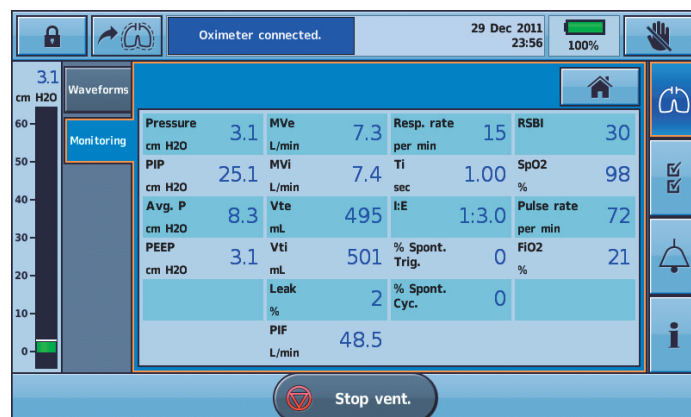 Oximeter connected.
29 Dec 2011
23:56
100%
3.1
cm H2O
60
50
40
30
20
10
0
Waveforms
Monitoring
Pressure
cm H2O
3.1
MVe
L/min
7.3
Resp. rate
per min
15
RSBI
30
PIP
cm H2O
25.1
MVi
L/min
7.4
Ti
sec
1.00
SpO2
%
98
Avg. P
cm H2O
8.3
Vte
mL
495
I:E
1:3.0
Pulse rate
per min
72
PEEP
cm H2O
3.1
Vti
mL
501
% Spont.
Trig.
0
FiO2
%
21
Leak
%
2
% Spont.
Cyc.
0
PIF
L/min
48.5
Stop vent.